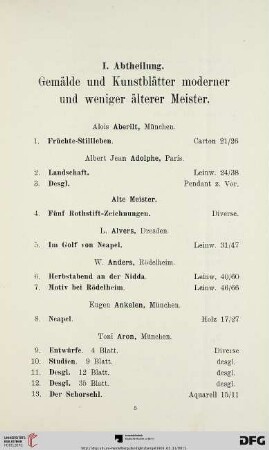 I. Abtheilung.
Gemälde und Kunstblätter moderner
und weniger älterer Meister.
Alois Aberilt, München.
1. Früchte-Stillleben. Carton 21/26
Albert Jean Adolphe, Paris.
2. Landschaft. Leinw. 24/38
3. Desgl. Pendant z. Vor.
Alte Meister.
4. Fünf Rothstift-Zeichnungen. Diverse.
L. Alvers, Dresden.
5. Im Golf von Neapel. Leinw. 31/47
W. Anders, Rödelheim.
6. Herbstabend an der Nidda. Leinw. 40/60
7. Motiv bei Rödelheim. Leinw. 46/66
Eugen Ankelen, München.
8. Neapel. Holz 17/27
Toni Aron, München.
9. Entwürfe. 4 Blatt. Diverse
10. Studien. 9 Blatt. desgl.
11. Desgl. 12 Blatt. desgl.
12. Desgl. 35 Blatt. desgl.
13. Der Schorschl. Aquarell 15/11
5
UNIVERSITÄTS-
BIBLIOTHEK
HEIDELBERG
DFG